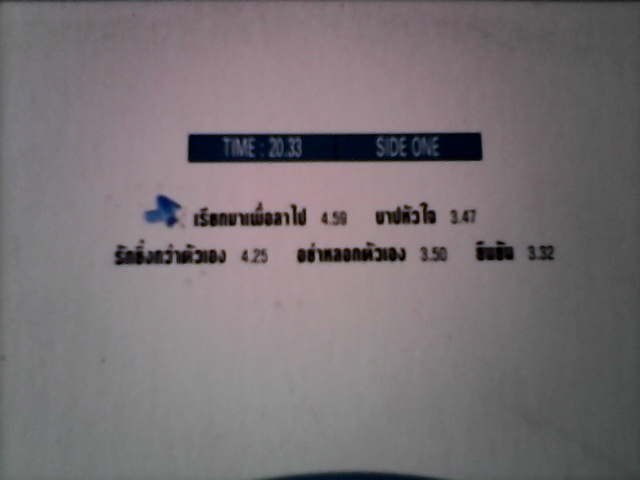 TIME : 20.33 SIDE ONE
เรียกมาเพื่อลาไป 4.59 บาปหัวใจ 3.47
รักยิ่งกว่าตัวเอง 4.25 อย่าหลอกตัวเอง 3.50 ยืนยัน 3.32